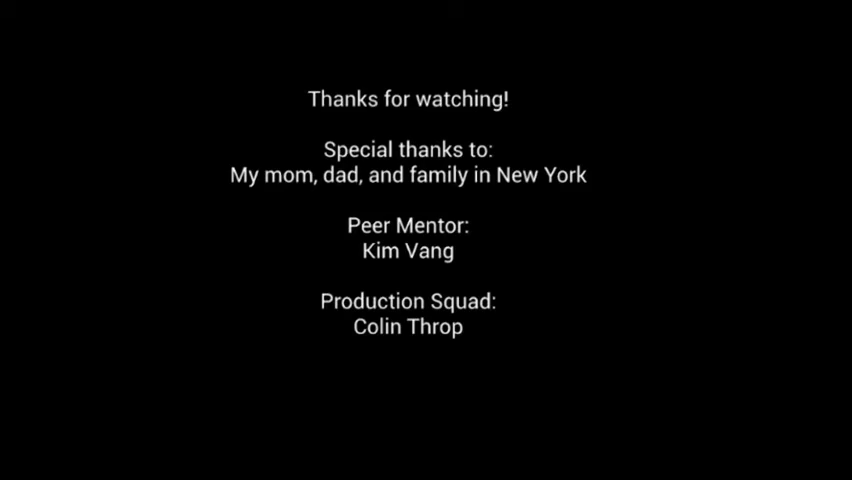 Thanks for watching!
Special thanks to:
My mom, dad, and family in New York
Peer Mentor:
Kim Vang
Production Squad:
Colin Throp